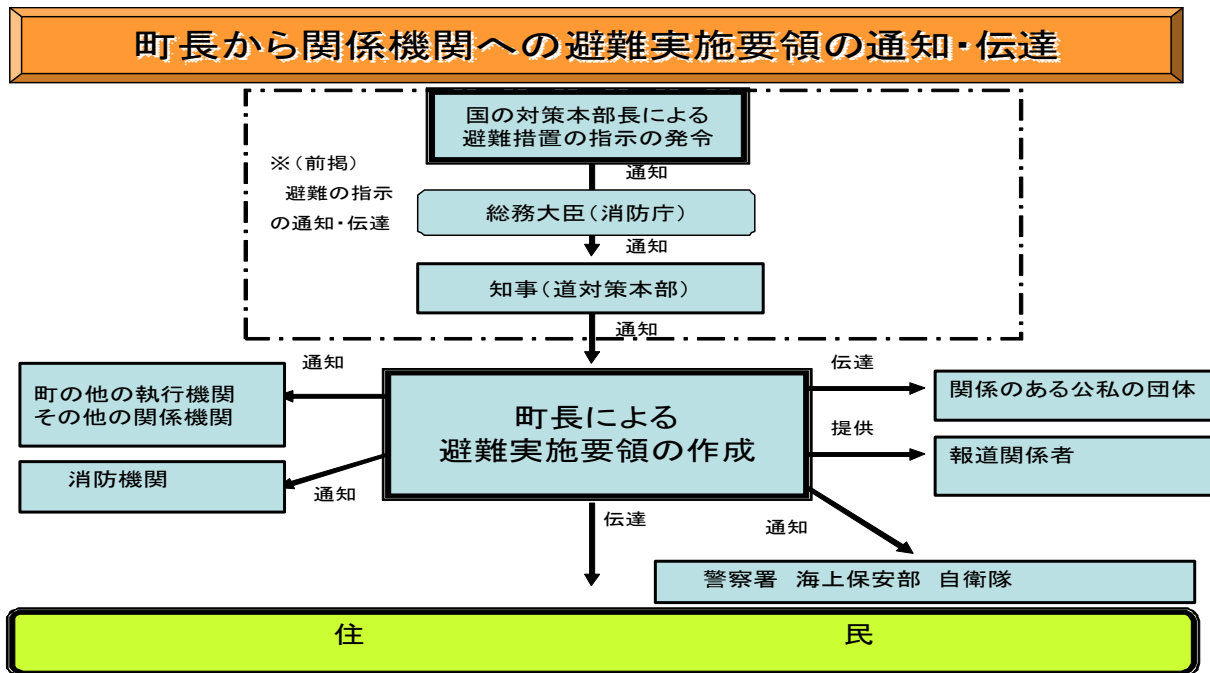 町長から関係機関への避難実施要領の通知・伝達
国の対策本部長による
避難措置の指示の発令
※(前掲)
避難の指示
の通知・伝達
通知
総務大臣(消防庁)
通知
知事(道対策本部)
通知
通知
町の他の執行機関
その他の関係機関
消防機関
通知
町長による
避難実施要領の作成
伝達
関係のある公私の団体
提供
報道関係者
伝達
通知
警察署 海上保安部 自衛隊
住 民